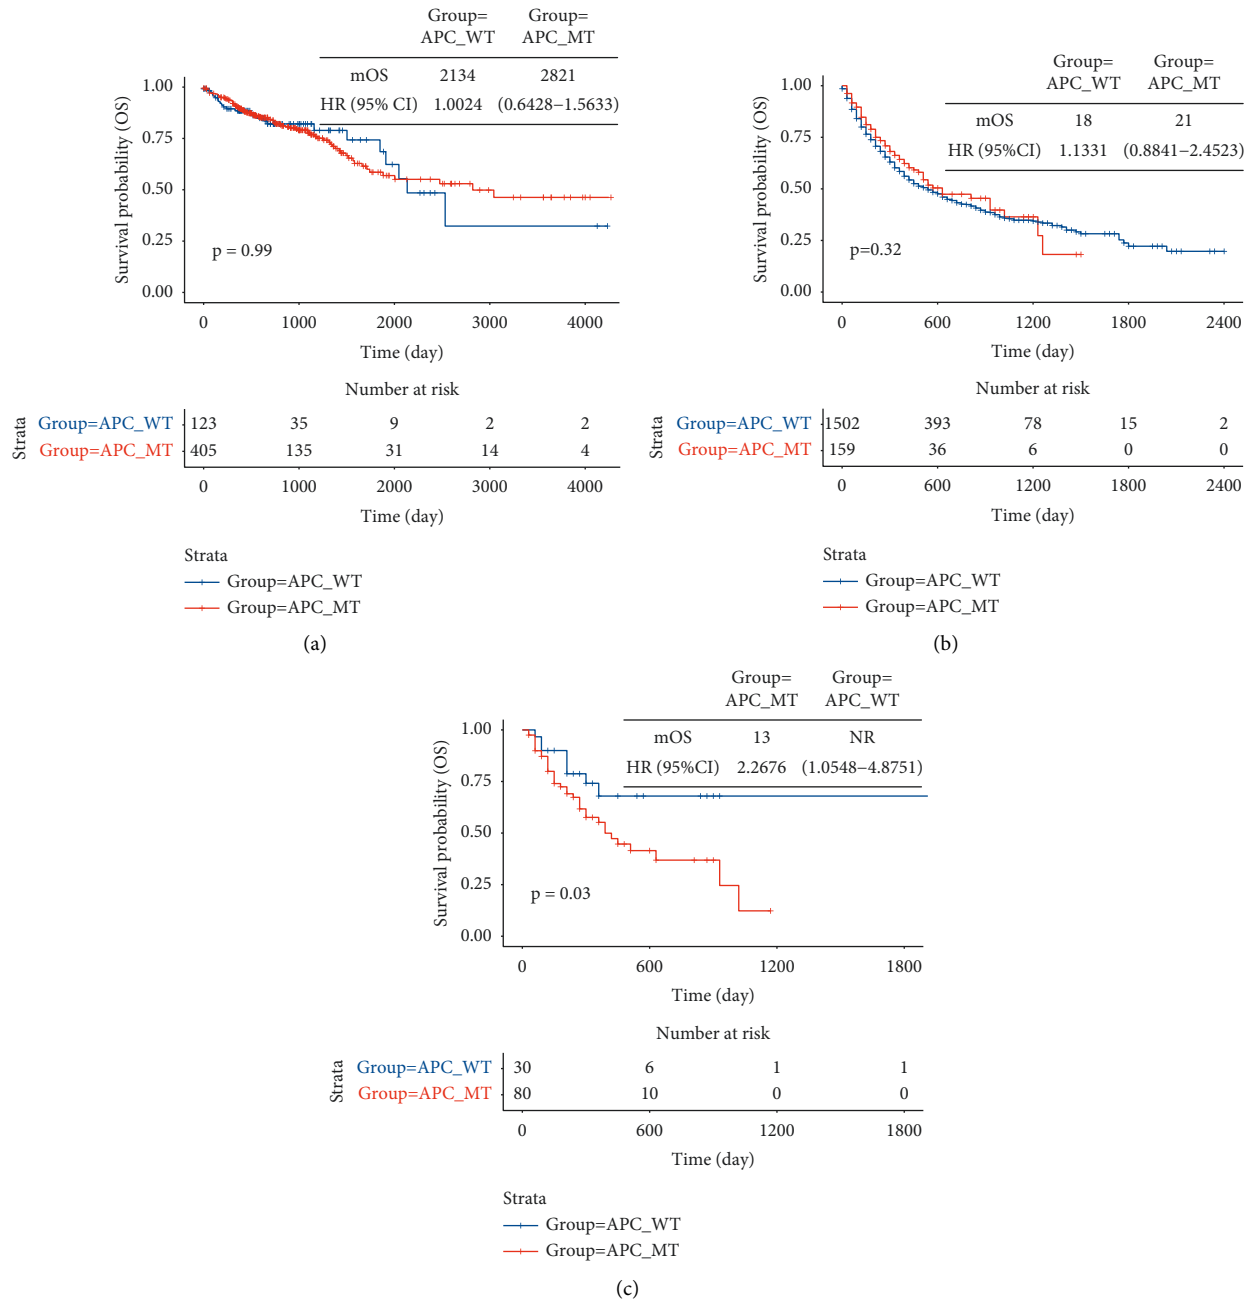 Group= Group=
APC_WT APC_MT
mOS 2134 2821
HR (95% CI) 1.0024 (0.6428−1.5633)
Survival probability (OS)
1.00
0.75
0.50
0.25
0.00
p = 0.99
0 1000 2000 3000 4000
Time (day)
Number at risk
Strata
Group=APC_WT 123 35 9 2 2
Group=APC_MT 405 135 31 14 4
0 1000 2000 3000 4000
Time (day)
Strata
Group=APC_WT
Group=APC_MT
(a)
Group= Group=
APC_WT APC_MT
mOS 18 21
HR (95%CI) 1.1331 (0.8841−2.4523)
Survival probability (OS)
1.00
0.75
0.50
0.25
0.00
p=0.32
0 600 1200 1800 2400
Time (day)
Number at risk
Strata
Group=APC_WT 1502 393 78 15 2
Group=APC_MT 159 36 6 0 0
0 600 1200 1800 2400
Time (day)
Strata
Group=APC_WT
Group=APC_MT
(b)
Group= Group=
APC_MT APC_WT
mOS 13 NR
HR (95%CI) 2.2676 (1.0548−4.8751)
Survival probability (OS)
1.00
0.75
0.50
0.25
0.00
p = 0.03
0 600 1200 1800
Time (day)
Number at risk
Strata
Group=APC_WT 30 6 1 1
Group=APC_MT 80 10 0 0
0 600 1200 1800
Time (day)
Strata
Group=APC_WT
Group=APC_MT
(c)